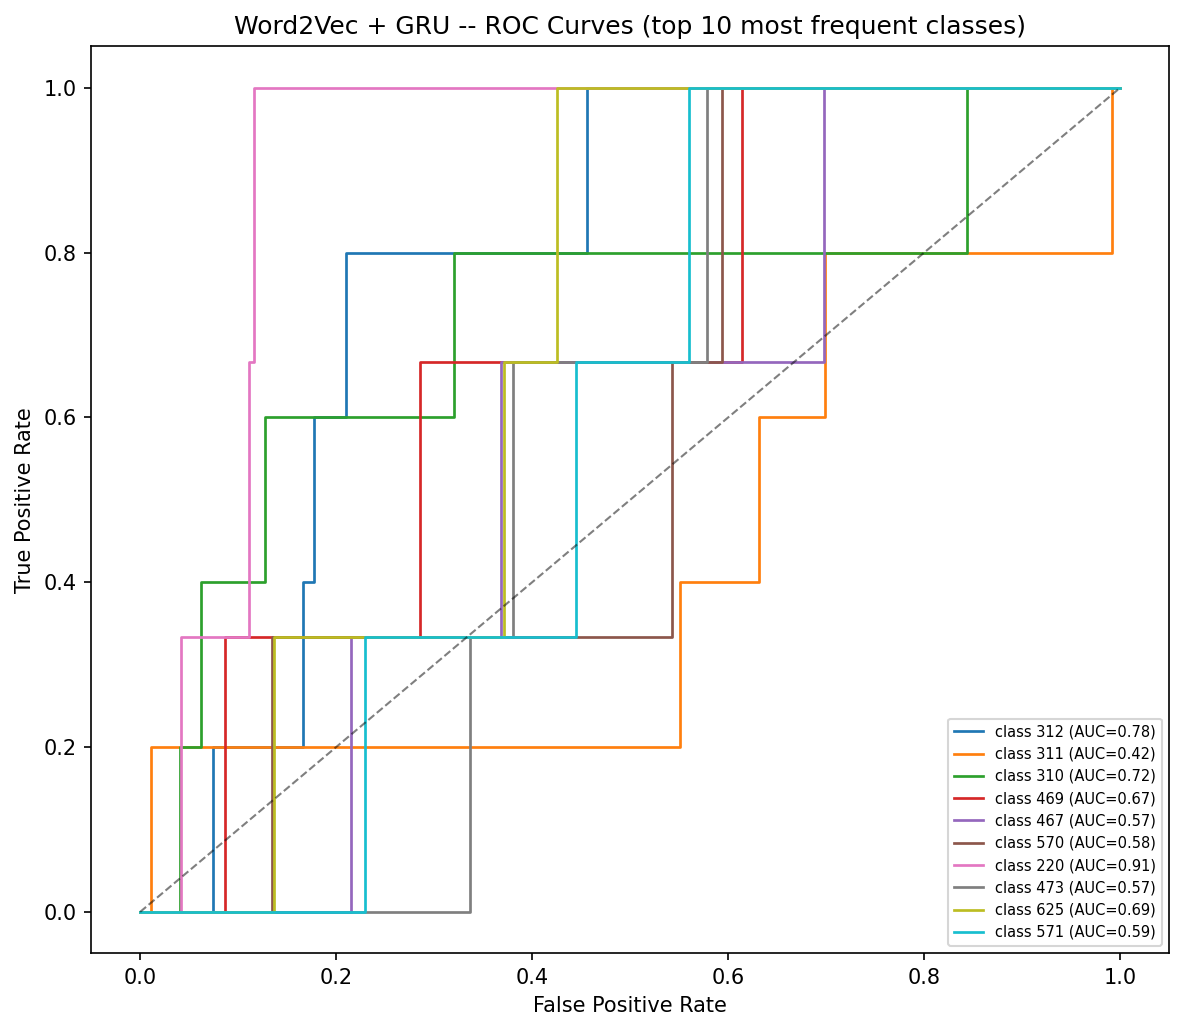 Word2Vec + GRU -- ROC Curves (top 10 most frequent classes)
True Positive Rate
1.0
0.8
0.6
0.4
0.2
0.0
class 312 (AUC=0.78)
class 311 (AUC=0.42)
class 310 (AUC=0.72)
class 469 (AUC=0.67)
class 467 (AUC=0.57)
class 570 (AUC=0.58)
class 220 (AUC=0.91)
class 473 (AUC=0.57)
class 625 (AUC=0.69)
class 571 (AUC=0.59)
0.0 0.2 0.4 0.6 0.8 1.0
False Positive Rate